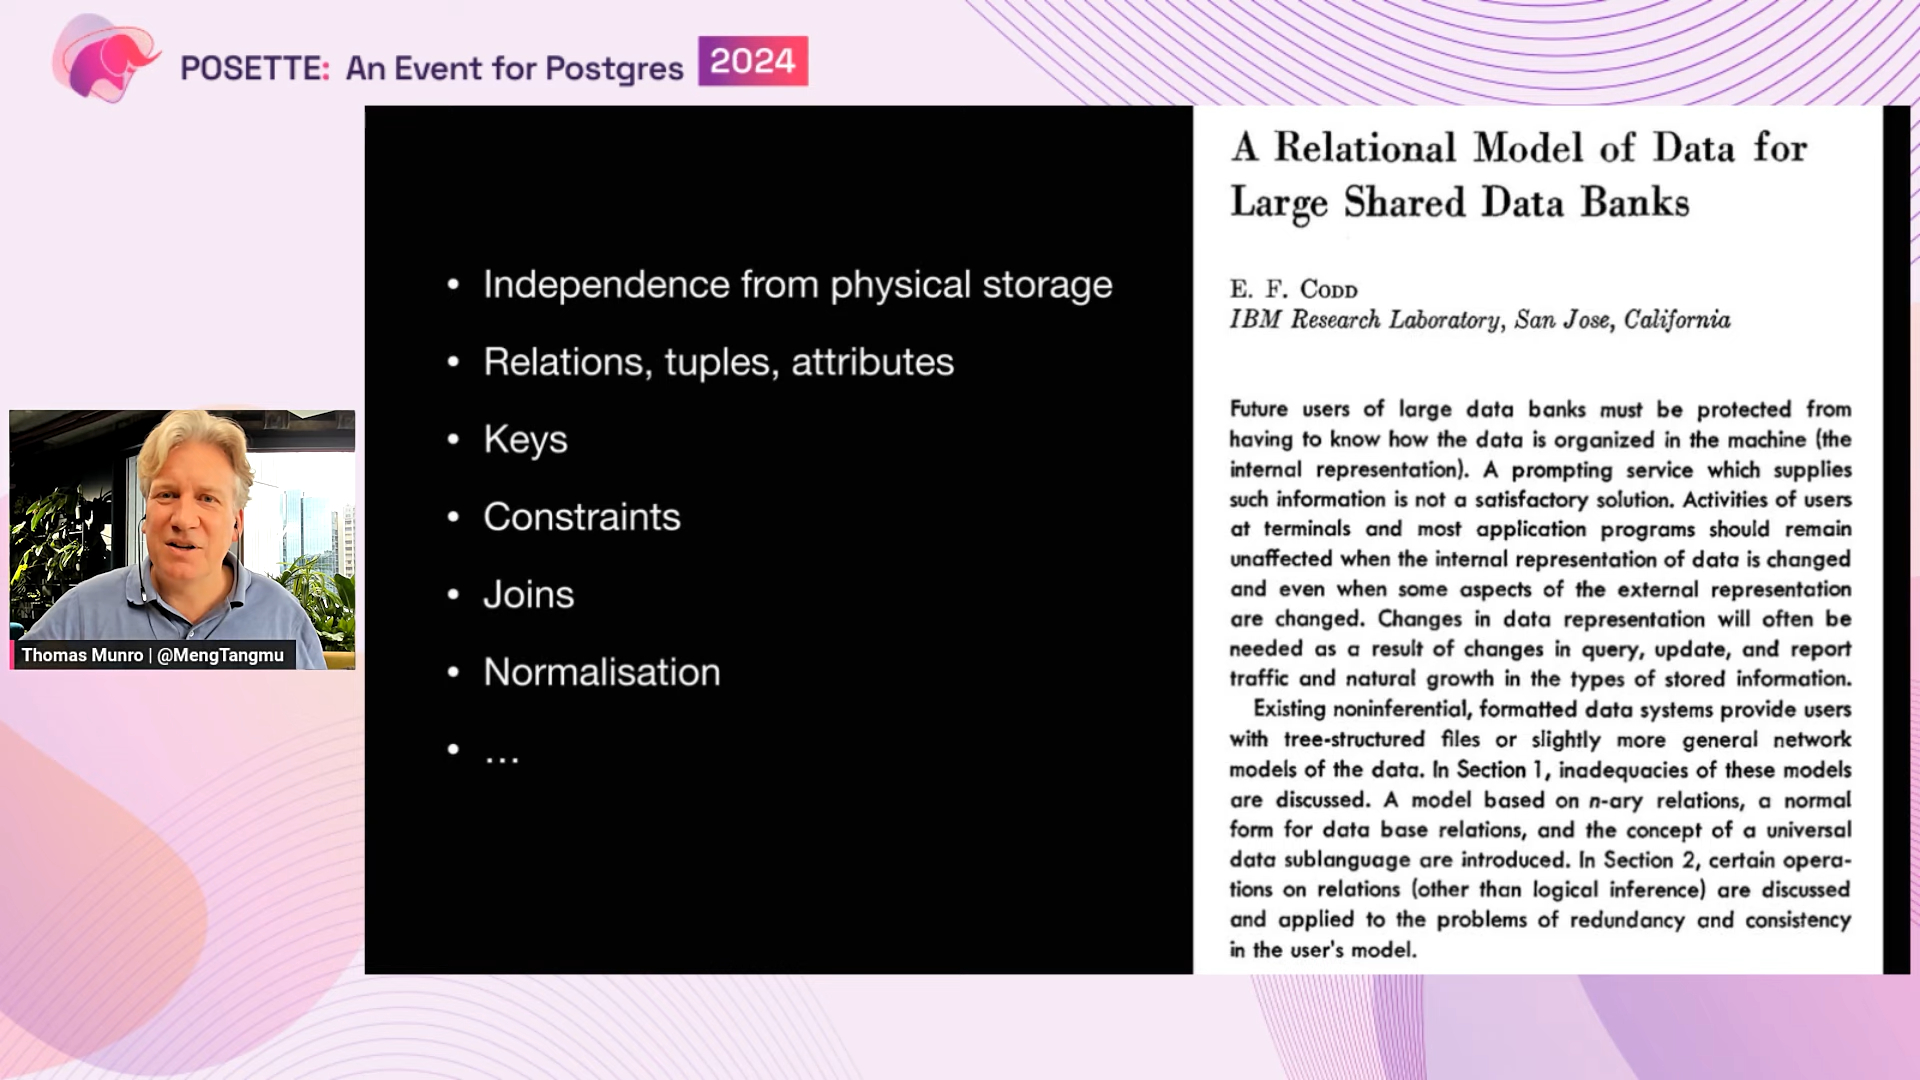 POSETTE: An Event for Postgres 2024
• Independence from physical storage
• Relations, tuples, attributes
• Keys
• Constraints
• Joins
• Normalisation
• ...
A Relational Model of Data for
Large Shared Data Banks
E. F. CODD
IBM Research Laboratory, San Jose, California
Future users of large data banks must be protected from
having to know how the data is organized in the machine (the
internal representation). A prompting service which supplies
such information is not a satisfactory solution. Activities of users
at terminals and most application programs should remain
unaffected when the internal representation of data is changed
and even when some aspects of the external representation
are changed. Changes in data representation will often be
needed as a result of changes in query, update, and report
traffic and natural growth in the types of stored information.
Existing noninferential, formatted data systems provide users
with tree-structured files or slightly more general network
models of the data. In Section 1, inadequacies of these models
are discussed. A model based on n-ary relations, a normal
form for data base relations, and the concept of a universal
data sublanguage are introduced. In Section 2, certain opera-
tions on relations (other than logical inference) are discussed
and applied to the problems of redundancy and consistency
in the user's model.
Thomas Munro | @MengTangmu